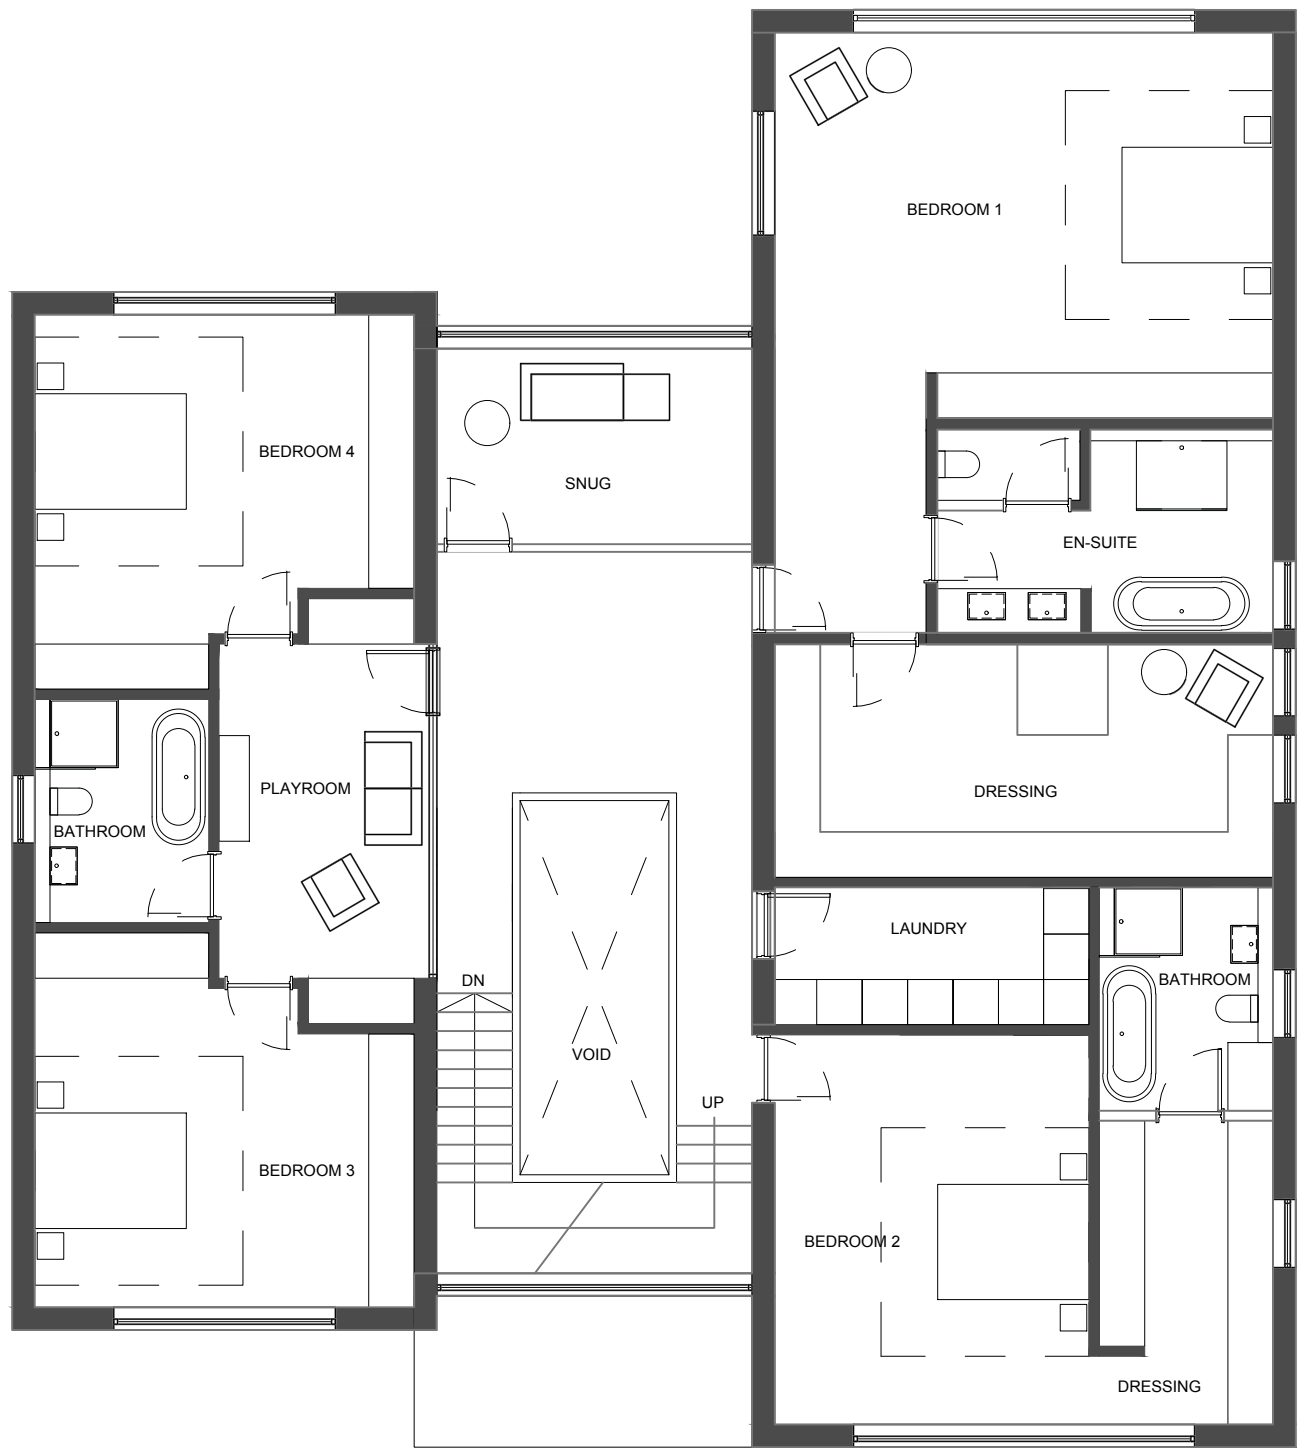 BEDROOM 1
BEDROOM 4
SNUG
EN-SUITE
PLAYROOM
DRESSING
BATHROOM
LAUNDRY
DN
BATHROOM
VOID
UP
BEDROOM 3
BEDROOM 2
DRESSING